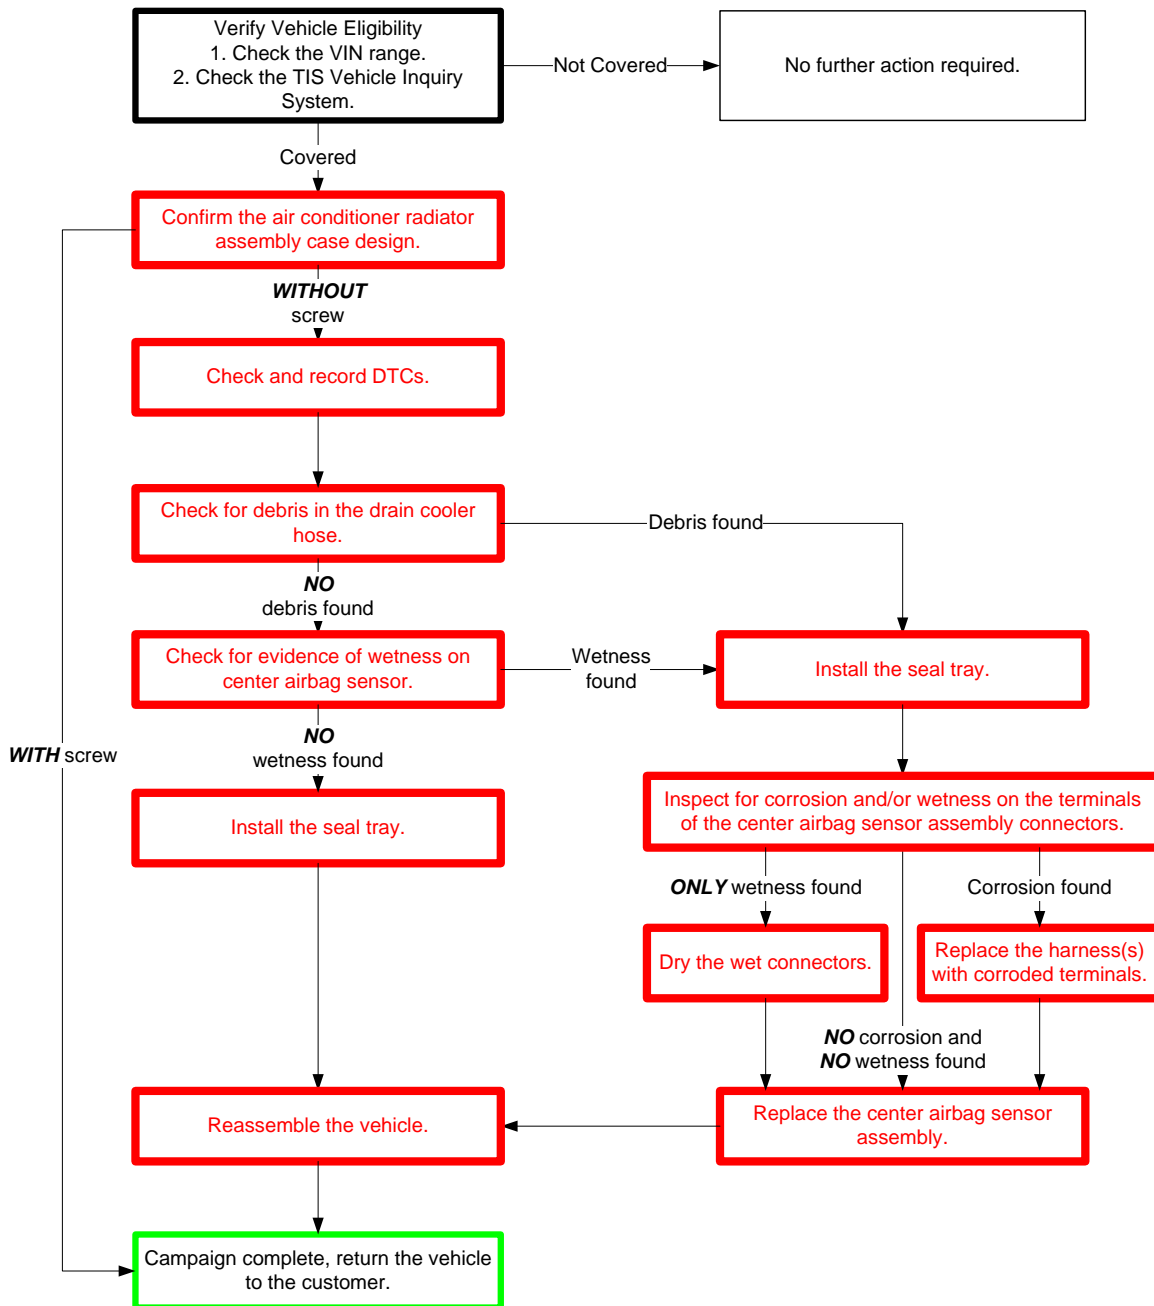 Verify Vehicle Eligibility
1. Check the VIN range.
2. Check the TIS Vehicle Inquiry
System.
Not Covered
No further action required.
Covered
Confirm the air conditioner radiator
assembly case design.
WITHOUT
screw
Check and record DTCs.
Check for debris in the drain cooler
hose.
Debris found
NO
debris found
Check for evidence of wetness on
center airbag sensor.
Wetness
found
Install the seal tray.
NO
wetness found
WITH screw
Install the seal tray.
Inspect for corrosion and/or wetness on the terminals
of the center airbag sensor assembly connectors.
ONLY wetness found
Corrosion found
Dry the wet connectors.
Replace the harness(s)
with corroded terminals.
NO corrosion and
NO wetness found
Reassemble the vehicle.
Replace the center airbag sensor
assembly.
Campaign complete, return the vehicle
to the customer.